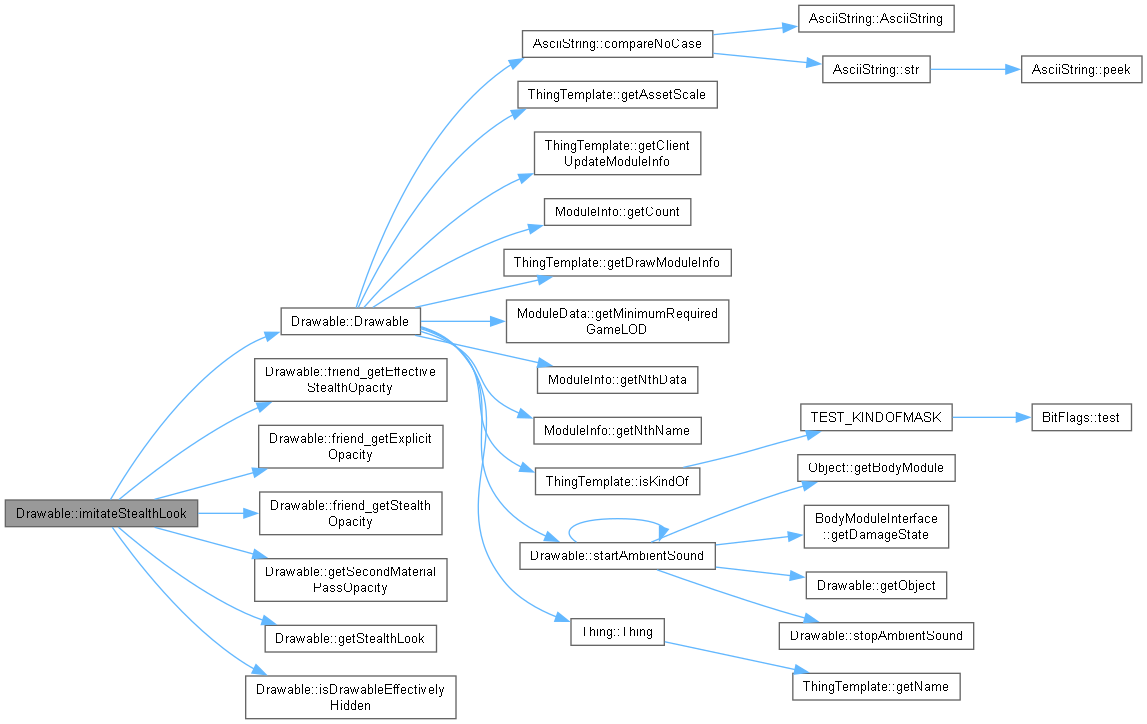 AsciiString::AsciiString
AsciiString::compareNoCase
AsciiString::str
AsciiString::peek
ThingTemplate::getAssetScale
ThingTemplate::getClient
UpdateModuleInfo
ModuleInfo::getCount
ThingTemplate::getDrawModuleInfo
Drawable::Drawable
ModuleData::getMinimumRequired
GameLOD
Drawable::friend_getEffective
StealthOpacity
ModuleInfo::getNthData
TEST_KINDOFMASK
BitFlags::test
ModuleInfo::getNthName
Drawable::friend_getExplicit
Opacity
Object::getBodyModule
ThingTemplate::isKindOf
Drawable::imitateStealthLook
Drawable::friend_getStealth
Opacity
BodyModuleInterface
::getDamageState
Drawable::startAmbientSound
Drawable::getSecondMaterial
PassOpacity
Drawable::getObject
Drawable::getStealthLook
Thing::Thing
Drawable::stopAmbientSound
Drawable::isDrawableEffectively
Hidden
ThingTemplate::getName